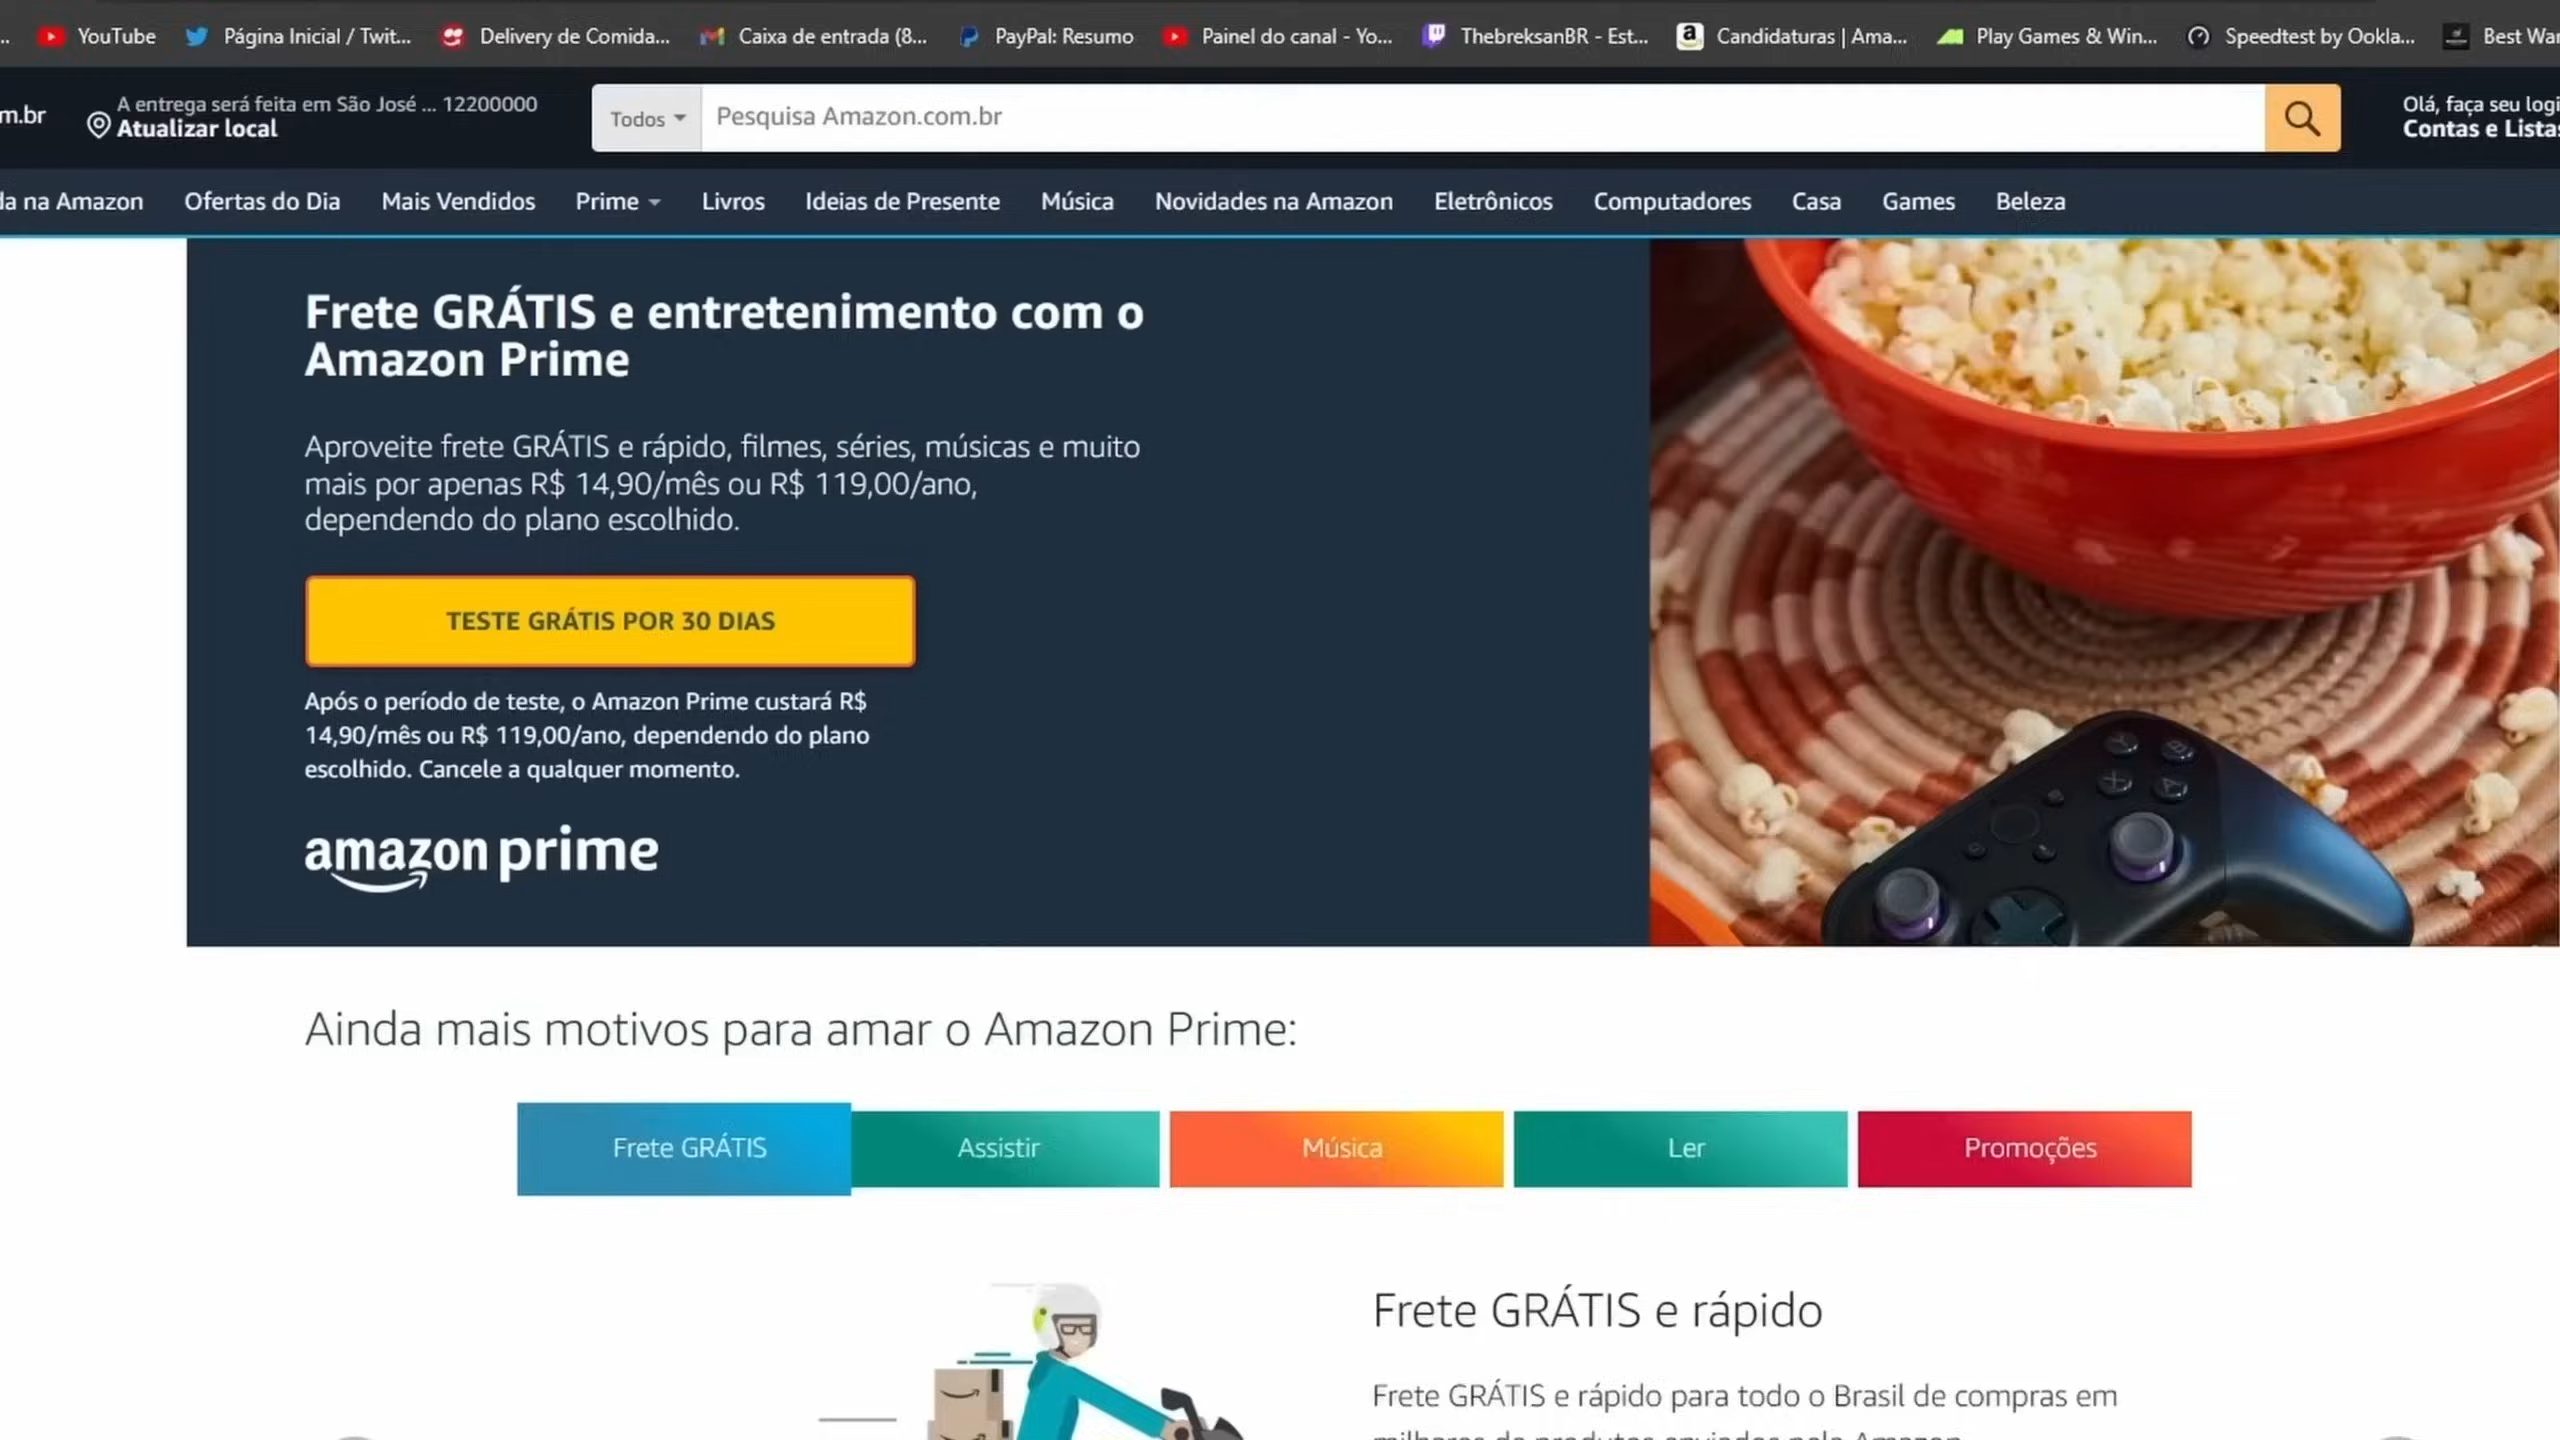 YouTube
Página Inicial / Twit...
Delivery de Comida...
Caixa de entrada (8...
PayPal: Resumo
Painel do canal - Yo...
ThebreksanBR - Est...
Candidaturas | Ama...
Play Games & Win...
Speedtest by Ookla...
Best War
m.br
A entrega será feita em São José ... 12200000
Atualizar local
Todos
Pesquisa Amazon.com.br
Olá, faça seu logi
Contas e Listas
da na Amazon
Ofertas do Dia
Mais Vendidos
Prime
Livros
Ideias de Presente
Música
Novidades na Amazon
Eletrônicos
Computadores
Casa
Games
Beleza
Frete GRÁTIS e entretenimento com o
Amazon Prime
Aproveite frete GRÁTIS e rápido, filmes, séries, músicas e muito
mais por apenas R$ 14,90/mês ou R$ 119,00/ano,
dependendo do plano escolhido.
TESTE GRÁTIS POR 30 DIAS
Após o período de teste, o Amazon Prime custará R$
14,90/mês ou R$ 119,00/ano, dependendo do plano
escolhido. Cancele a qualquer momento.
amazon prime
Ainda mais motivos para amar o Amazon Prime:
Frete GRÁTIS
Assistir
Música
Ler
Promoções
Frete GRÁTIS e rápido
Frete GRÁTIS e rápido para todo o Brasil de compras em